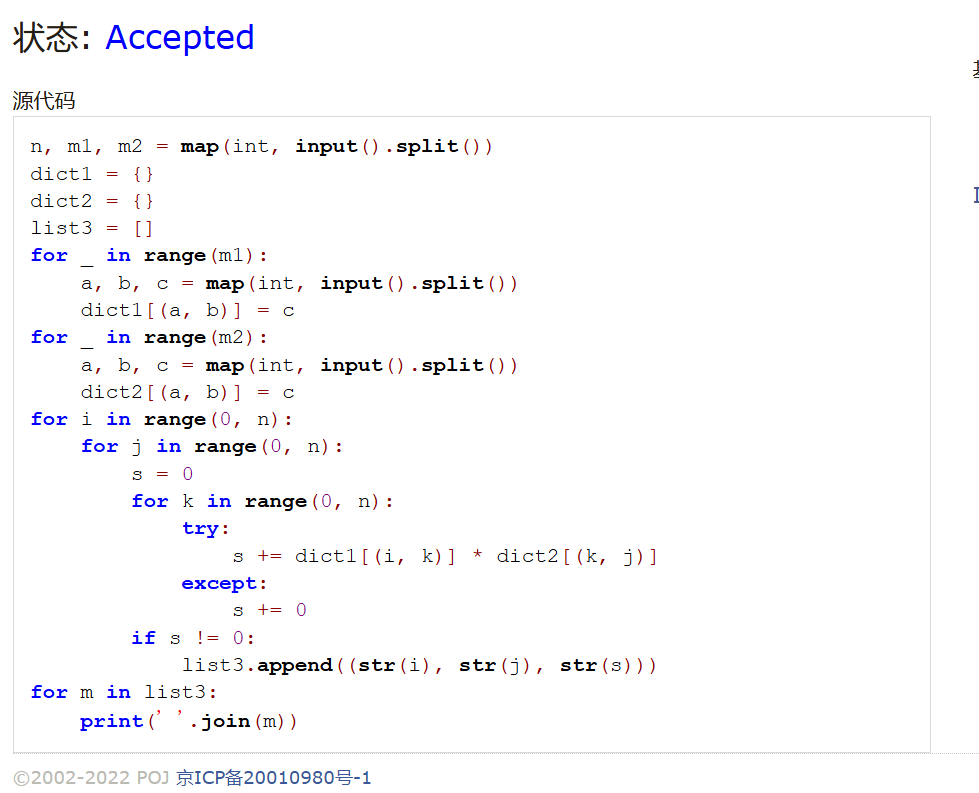 状态: Accepted
源代码
n, m1, m2 = map(int, input().split())
dict1 = {}
dict2 = {}
list3 = []
for _ in range(m1):
    a, b, c = map(int, input().split())
    dict1[(a, b)] = c
for _ in range(m2):
    a, b, c = map(int, input().split())
    dict2[(a, b)] = c
for i in range(0, n):
    for j in range(0, n):
        s = 0
        for k in range(0, n):
            try:
                s += dict1[(i, k)] * dict2[(k, j)]
            except:
                s += 0
        if s != 0:
            list3.append((str(i), str(j), str(s)))
for m in list3:
    print(' '.join(m))
©2002-2022 POJ 京ICP备20010980号-1